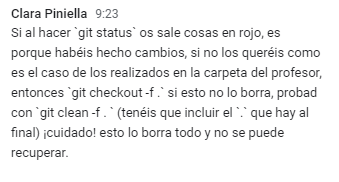 Clara Piniella 9:23
Si al hacer `git status` os sale cosas en rojo, es
porque habéis hecho cambios, si no los queréis como
es el caso de los realizados en la carpeta del profesor,
entonces `git checkout -f .` si esto no lo borra, probad
con `git clean -f . ` (tenéis que incluir el `.` que hay al
final) ¡cuidado! esto lo borra todo y no se puede
recuperar.